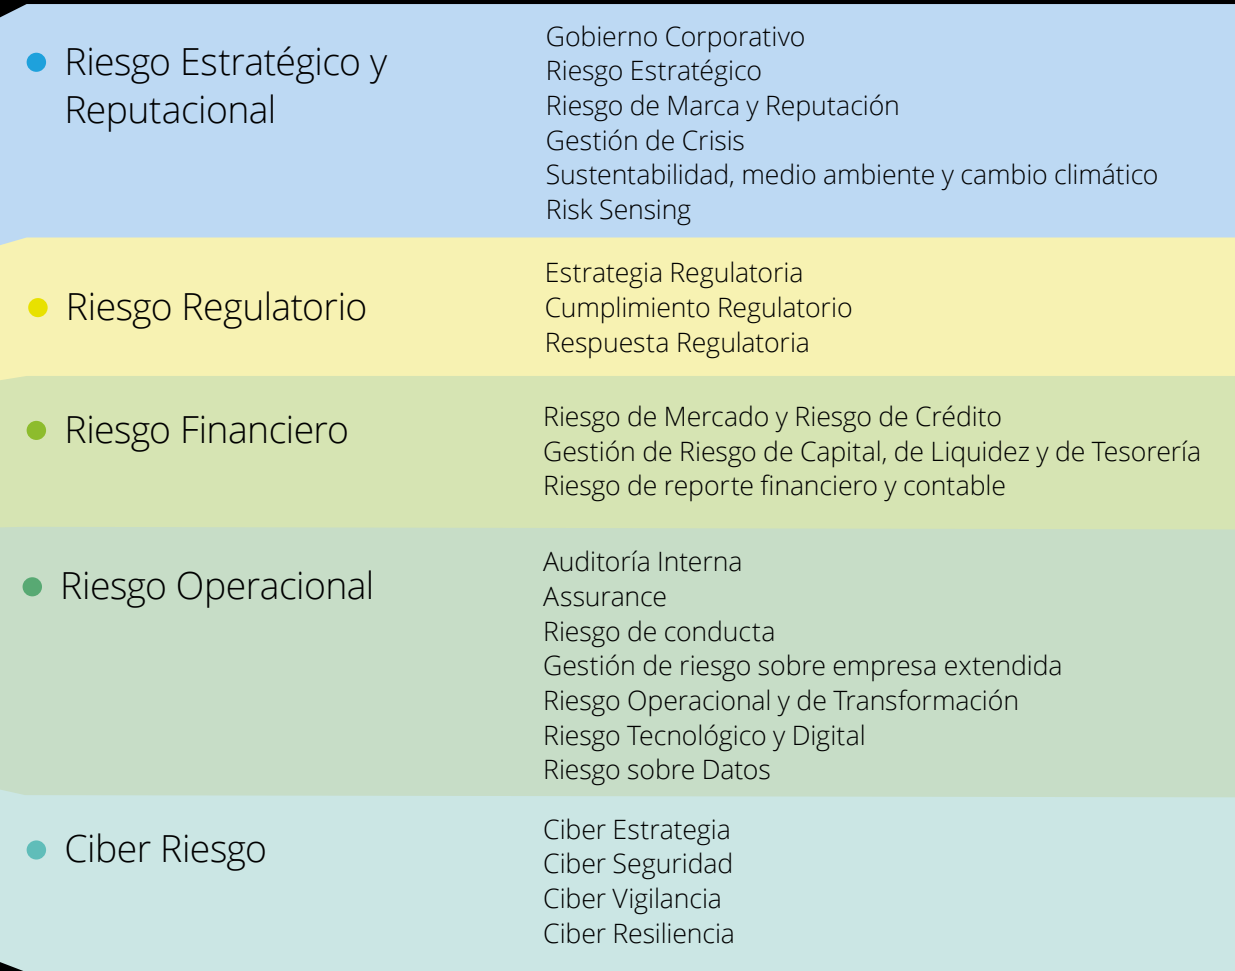 Riesgo Estratégico y
Reputacional
Gobierno Corporativo
Riesgo Estratégico
Riesgo de Marca y Reputación
Gestión de Crisis
Sustentabilidad, medio ambiente y cambio climático
Risk Sensing
Riesgo Regulatorio
Estrategia Regulatoria
Cumplimiento Regulatorio
Respuesta Regulatoria
Riesgo Financiero
Riesgo de Mercado y Riesgo de Crédito
Gestión de Riesgo de Capital, de Liquidez y de Tesorería
Riesgo de reporte financiero y contable
Riesgo Operacional
Auditoría Interna
Assurance
Riesgo de conducta
Gestión de riesgo sobre empresa extendida
Riesgo Operacional y de Transformación
Riesgo Tecnológico y Digital
Riesgo sobre Datos
Ciber Riesgo
Ciber Estrategia
Ciber Seguridad
Ciber Vigilancia
Ciber Resiliencia